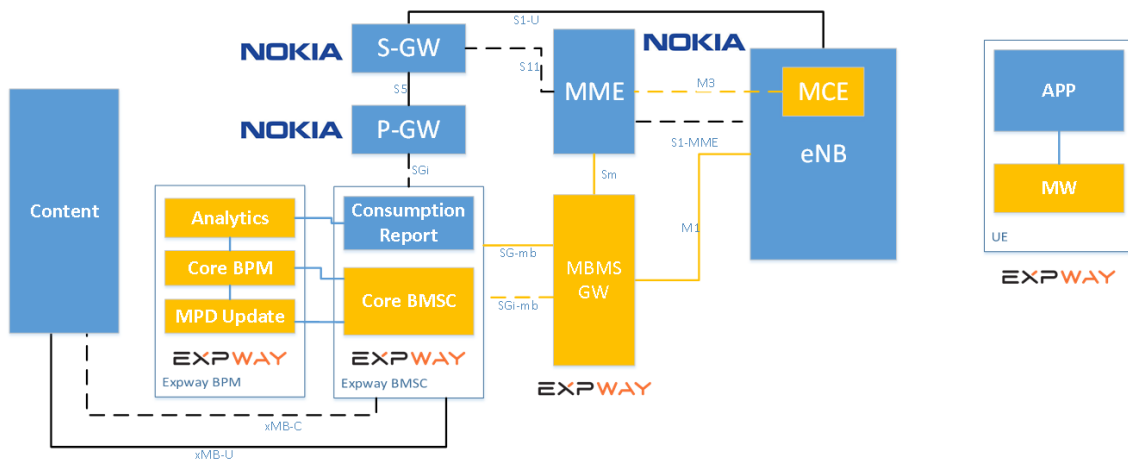 S1-U
NOKIA
S-GW
S11
S5
NOKIA
P-GW
SGi
MME
NOKIA
M3
MCE
S1-MME
eNB
Sm
M1
APP
MW
UE
EXPWAY
Content
Analytics
Core BPM
MPD Update
EXPWAY
Expway BPM
Consumption
Report
Core BMSC
EXPWAY
Expway BMSC
SG-mb
SGi-mb
MBMS
GW
EXPWAY
xMB-C
xMB-U